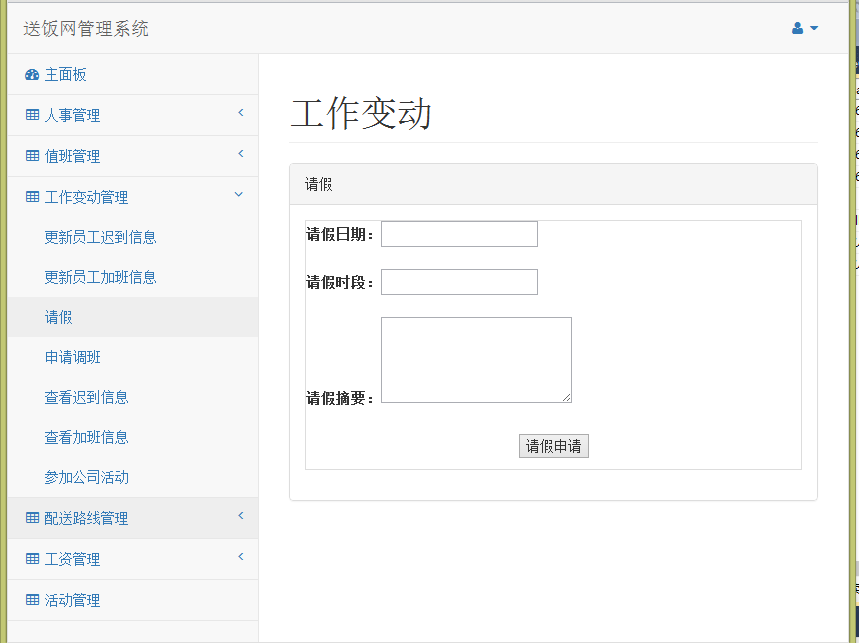 送饭网管理系统
主面板
人事管理
值班管理
工作变动管理
更新员工迟到信息
更新员工加班信息
请假
申请调班
查看迟到信息
查看加班信息
参加公司活动
配送路线管理
工资管理
活动管理
工作变动
请假
请假日期：
请假时段：
请假摘要：
请假申请